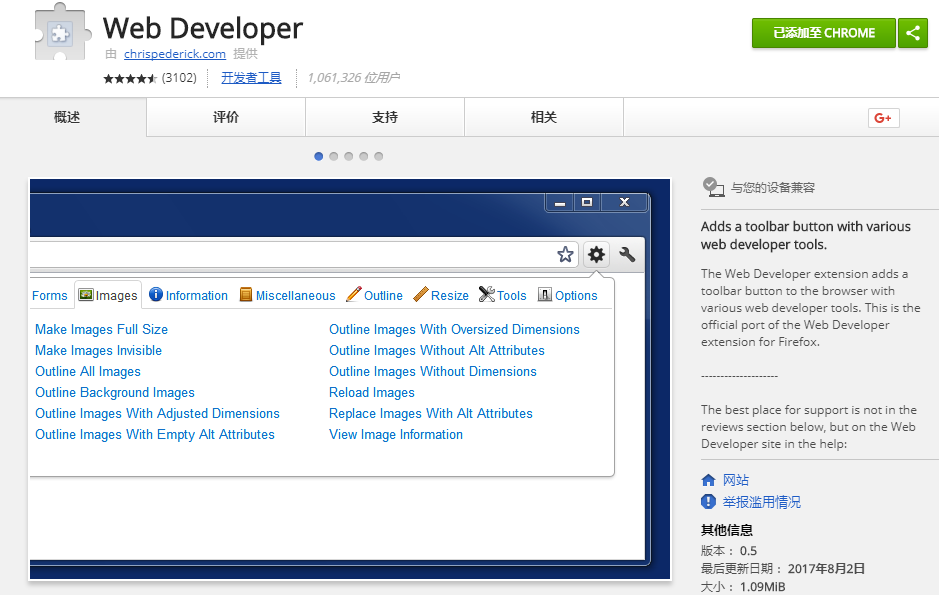 Web Developer
由 chrispederick.com 提供
(3102) 开发者工具 1,061,326 位用户
已添加至 CHROME
概述 评价 支持 相关 G+
Forms Images Information Miscellaneous Outline Resize Tools Options
Make Images Full Size
Make Images Invisible
Outline All Images
Outline Background Images
Outline Images With Adjusted Dimensions
Outline Images With Empty Alt Attributes
Outline Images With Oversized Dimensions
Outline Images Without Alt Attributes
Outline Images Without Dimensions
Reload Images
Replace Images With Alt Attributes
View Image Information
与您的设备兼容
Adds a toolbar button with various
web developer tools.
The Web Developer extension adds a
toolbar button to the browser with
various web developer tools. This is the
official port of the Web Developer
extension for Firefox.
--------------------
The best place for support is not in the
reviews section below, but on the Web
Developer site in the help:
网站
举报滥用情况
其他信息
版本： 0.5
最后更新日期： 2017年8月2日
大小： 1.09MiB